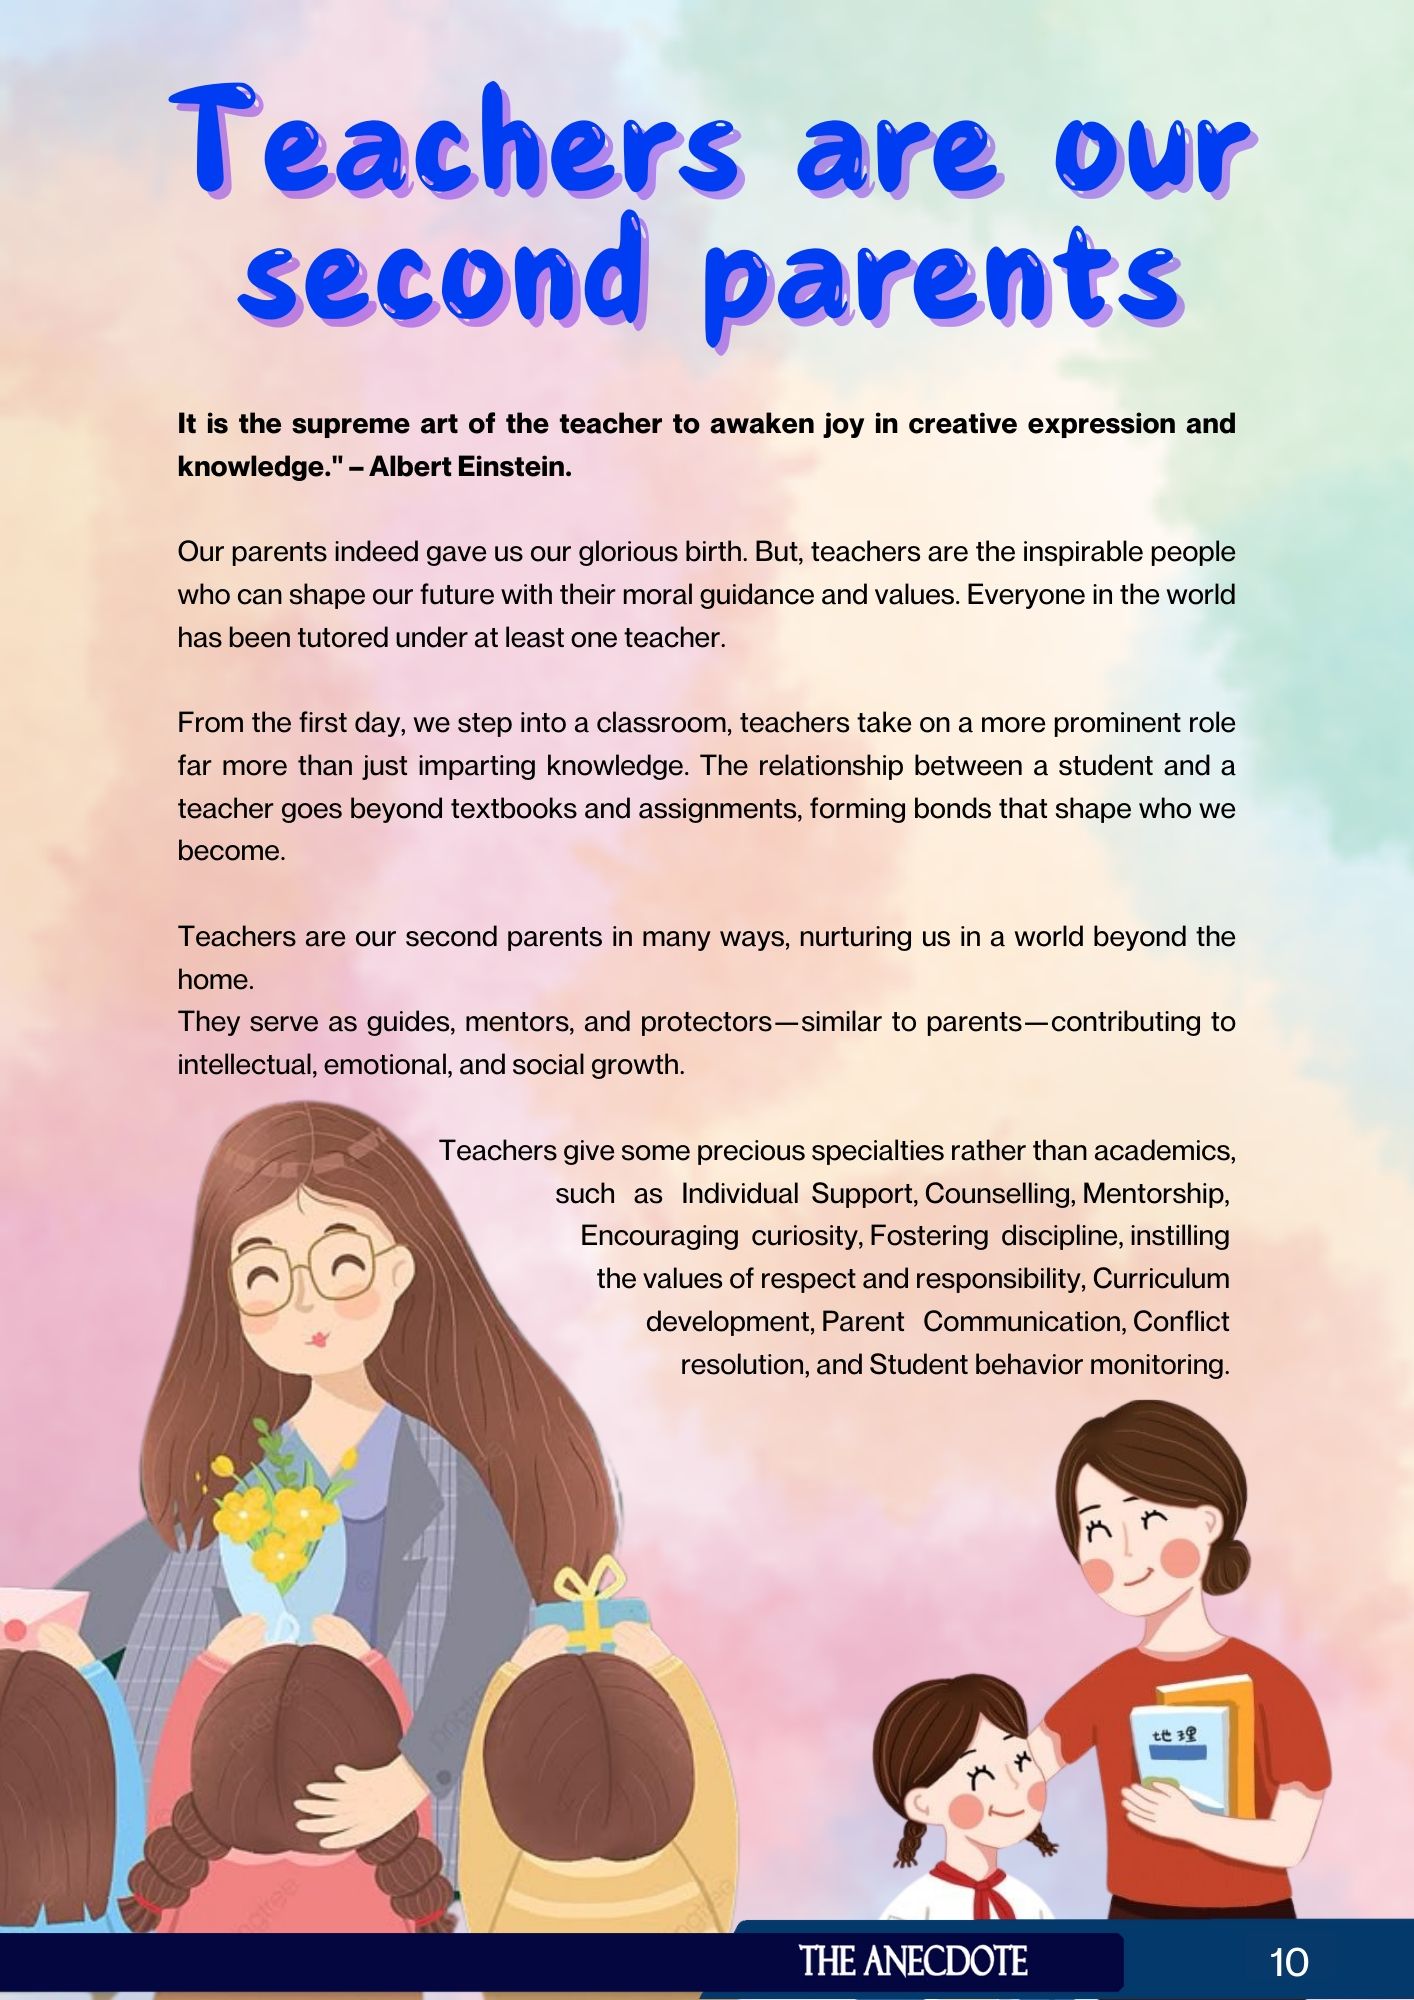 Teachers are our
second parents
It is the supreme art of the teacher to awaken joy in creative expression and
knowledge." – Albert Einstein.
Our parents indeed gave us our glorious birth. But, teachers are the inspirable people
who can shape our future with their moral guidance and values. Everyone in the world
has been tutored under at least one teacher.
From the first day, we step into a classroom, teachers take on a more prominent role
far more than just imparting knowledge. The relationship between a student and a
teacher goes beyond textbooks and assignments, forming bonds that shape who we
become.
Teachers are our second parents in many ways, nurturing us in a world beyond the
home.
They serve as guides, mentors, and protectors—similar to parents—contributing to
intellectual, emotional, and social growth.
Teachers give some precious specialties rather than academics,
such as Individual Support, Counselling, Mentorship,
Encouraging curiosity, Fostering discipline, instilling
the values of respect and responsibility, Curriculum
development, Parent Communication, Conflict
resolution, and Student behavior monitoring.
地理
THE ANECDOTE
10